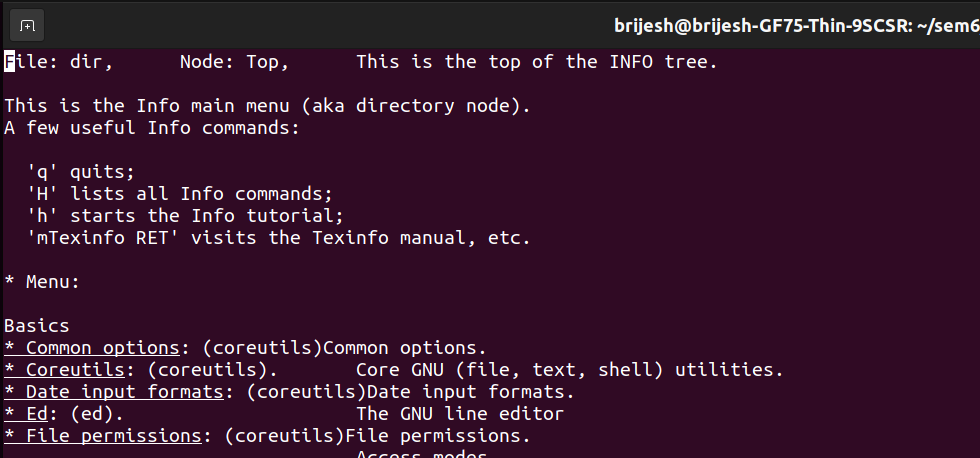 brijesh@brijesh-GF75-Thin-9SCSR: ~/sem6
File: dir,      Node: Top,      This is the top of the INFO tree.
This is the Info main menu (aka directory node).
A few useful Info commands:
  'q' quits;
  'H' lists all Info commands;
  'h' starts the Info tutorial;
  'mTexinfo RET' visits the Texinfo manual, etc.
* Menu:
Basics
* Common options: (coreutils)Common options.
* Coreutils: (coreutils).       Core GNU (file, text, shell) utilities.
* Date input formats: (coreutils)Date input formats.
* Ed: (ed).                     The GNU line editor
* File permissions: (coreutils)File permissions.
                                Access modes.